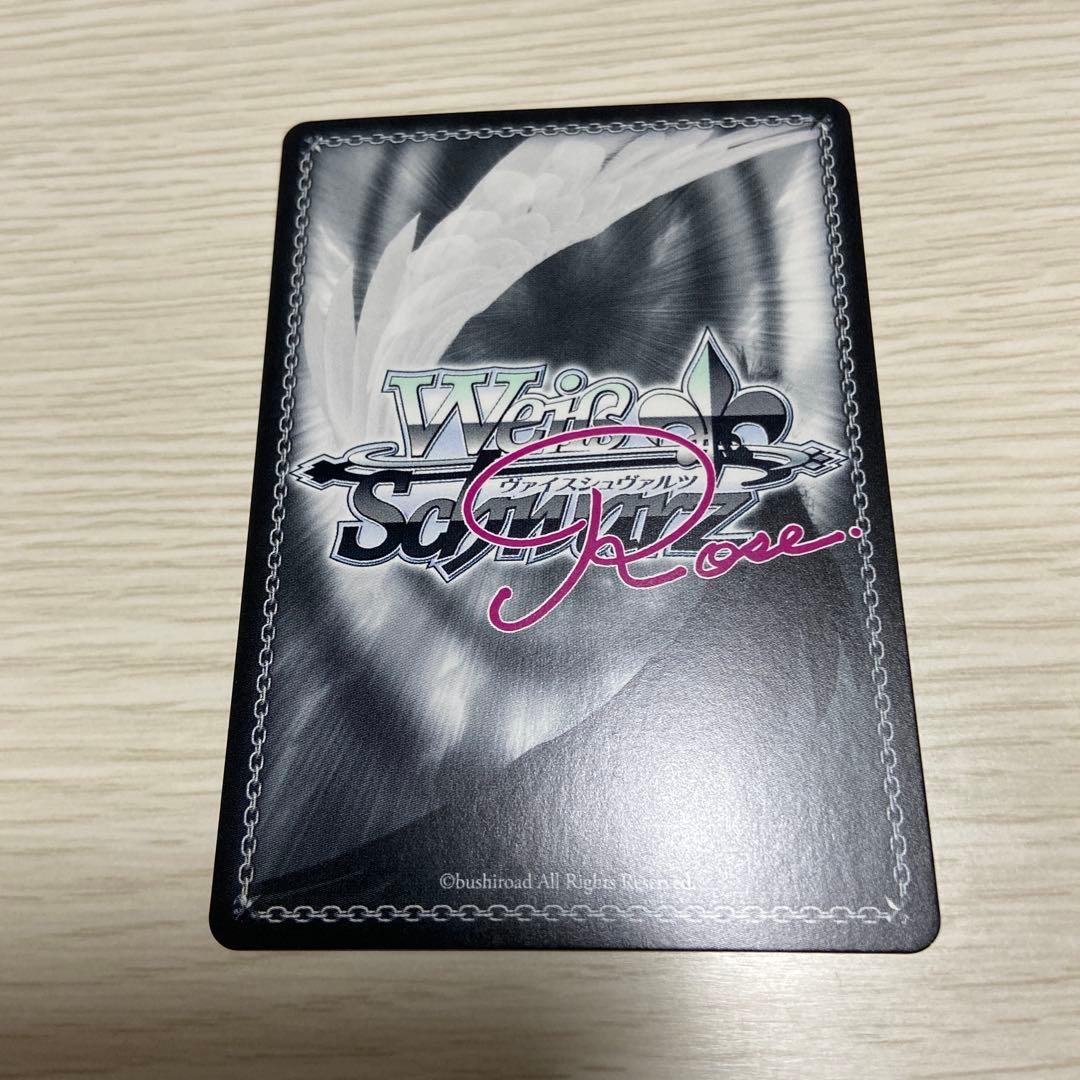 Weiß
ヴァイスシュヴァルツ
Schwarz
Rose.
©bushiroad All Rights Reserved.